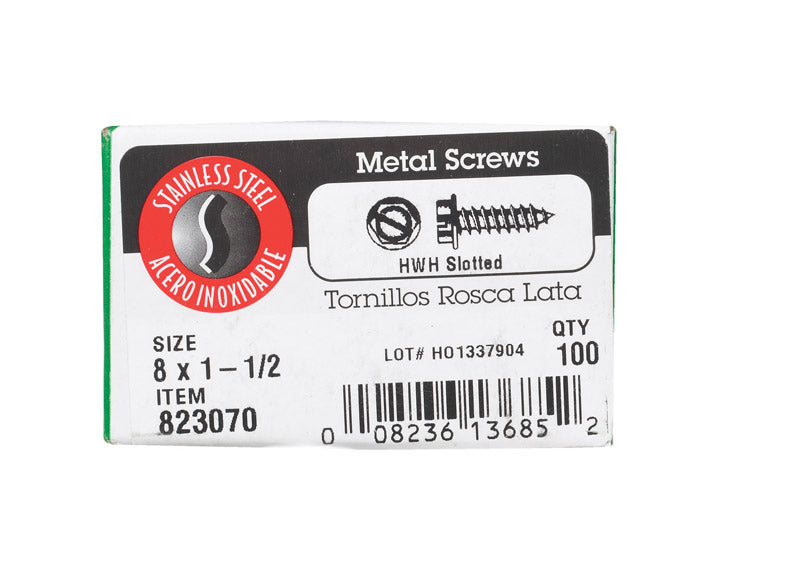 STAINLESS STEEL
ACERO INOXIDABLE
Metal Screws
HWH Slotted
Tornillos Rosca Lata
SIZE
8 x 1-1/2
ITEM
823070
LOT# HO1337904
QTY
100
0 08236 13685 2